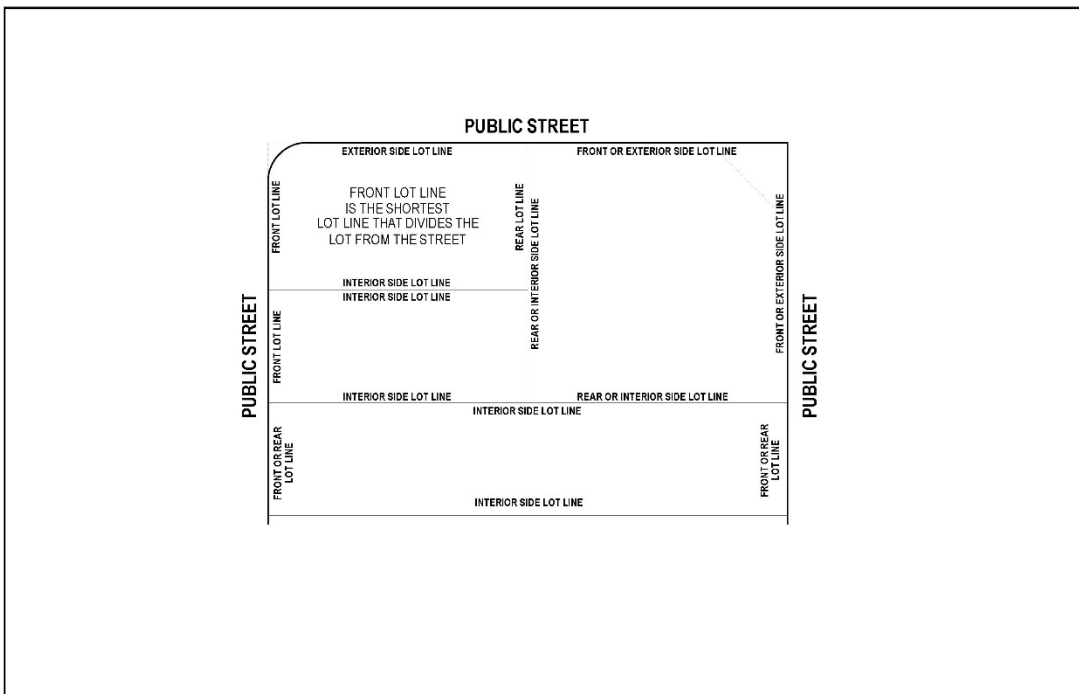 PUBLIC STREET
EXTERIOR SIDE LOT LINE
FRONT OR EXTERIOR SIDE LOT LINE
FRONT LOT LINE
FRONT LOT LINE
IS THE SHORTEST
LOT LINE THAT DIVIDES THE
LOT FROM THE STREET
REAR LOT LINE
REAR OR INTERIOR SIDE LOT LINE
FRONT OR EXTERIOR SIDE LOT LINE
INTERIOR SIDE LOT LINE
INTERIOR SIDE LOT LINE
PUBLIC STREET
FRONT LOT LINE
PUBLIC STREET
INTERIOR SIDE LOT LINE
REAR OR INTERIOR SIDE LOT LINE
INTERIOR SIDE LOT LINE
FRONT OR REAR
LOT LINE
FRONT OR REAR
LOT LINE
INTERIOR SIDE LOT LINE